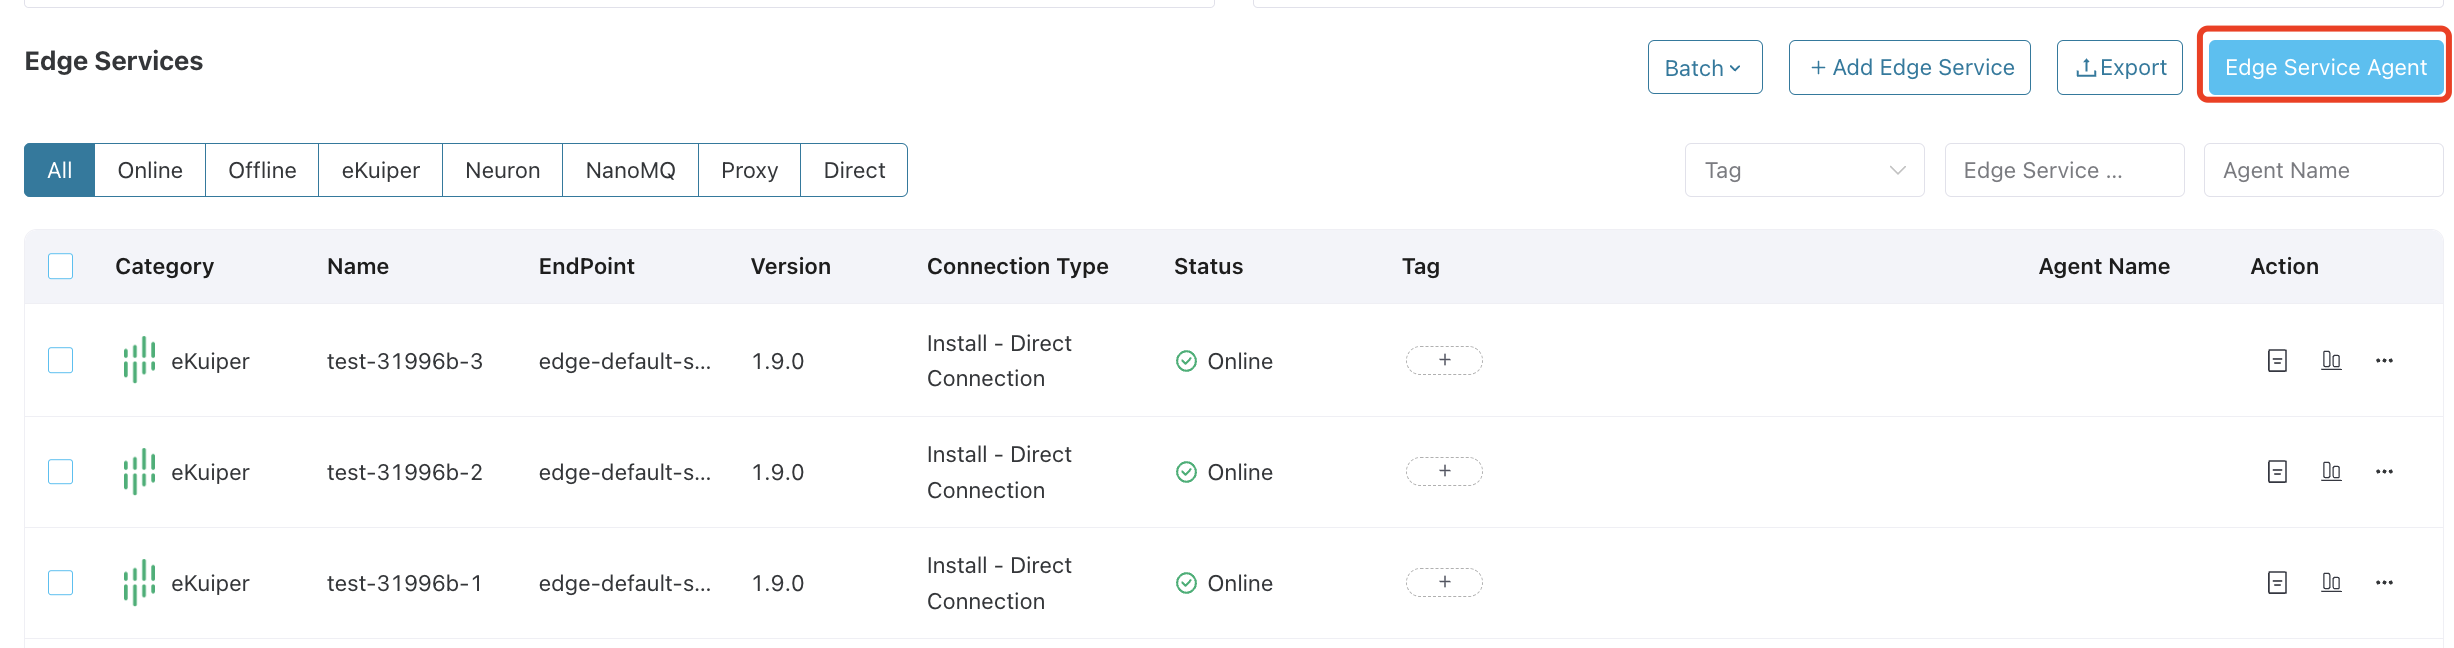 Edge Services
Batch
+ Add Edge Service
Export
Edge Service Agent
All
Online
Offline
eKuiper
Neuron
NanoMQ
Proxy
Direct
Tag
Edge Service ...
Agent Name
Category Name EndPoint Version Connection Type Status Tag Agent Name Action
eKuiper test-31996b-3 edge-default-s... 1.9.0 Install - Direct Connection Online +
eKuiper test-31996b-2 edge-default-s... 1.9.0 Install - Direct Connection Online +
eKuiper test-31996b-1 edge-default-s... 1.9.0 Install - Direct Connection Online +